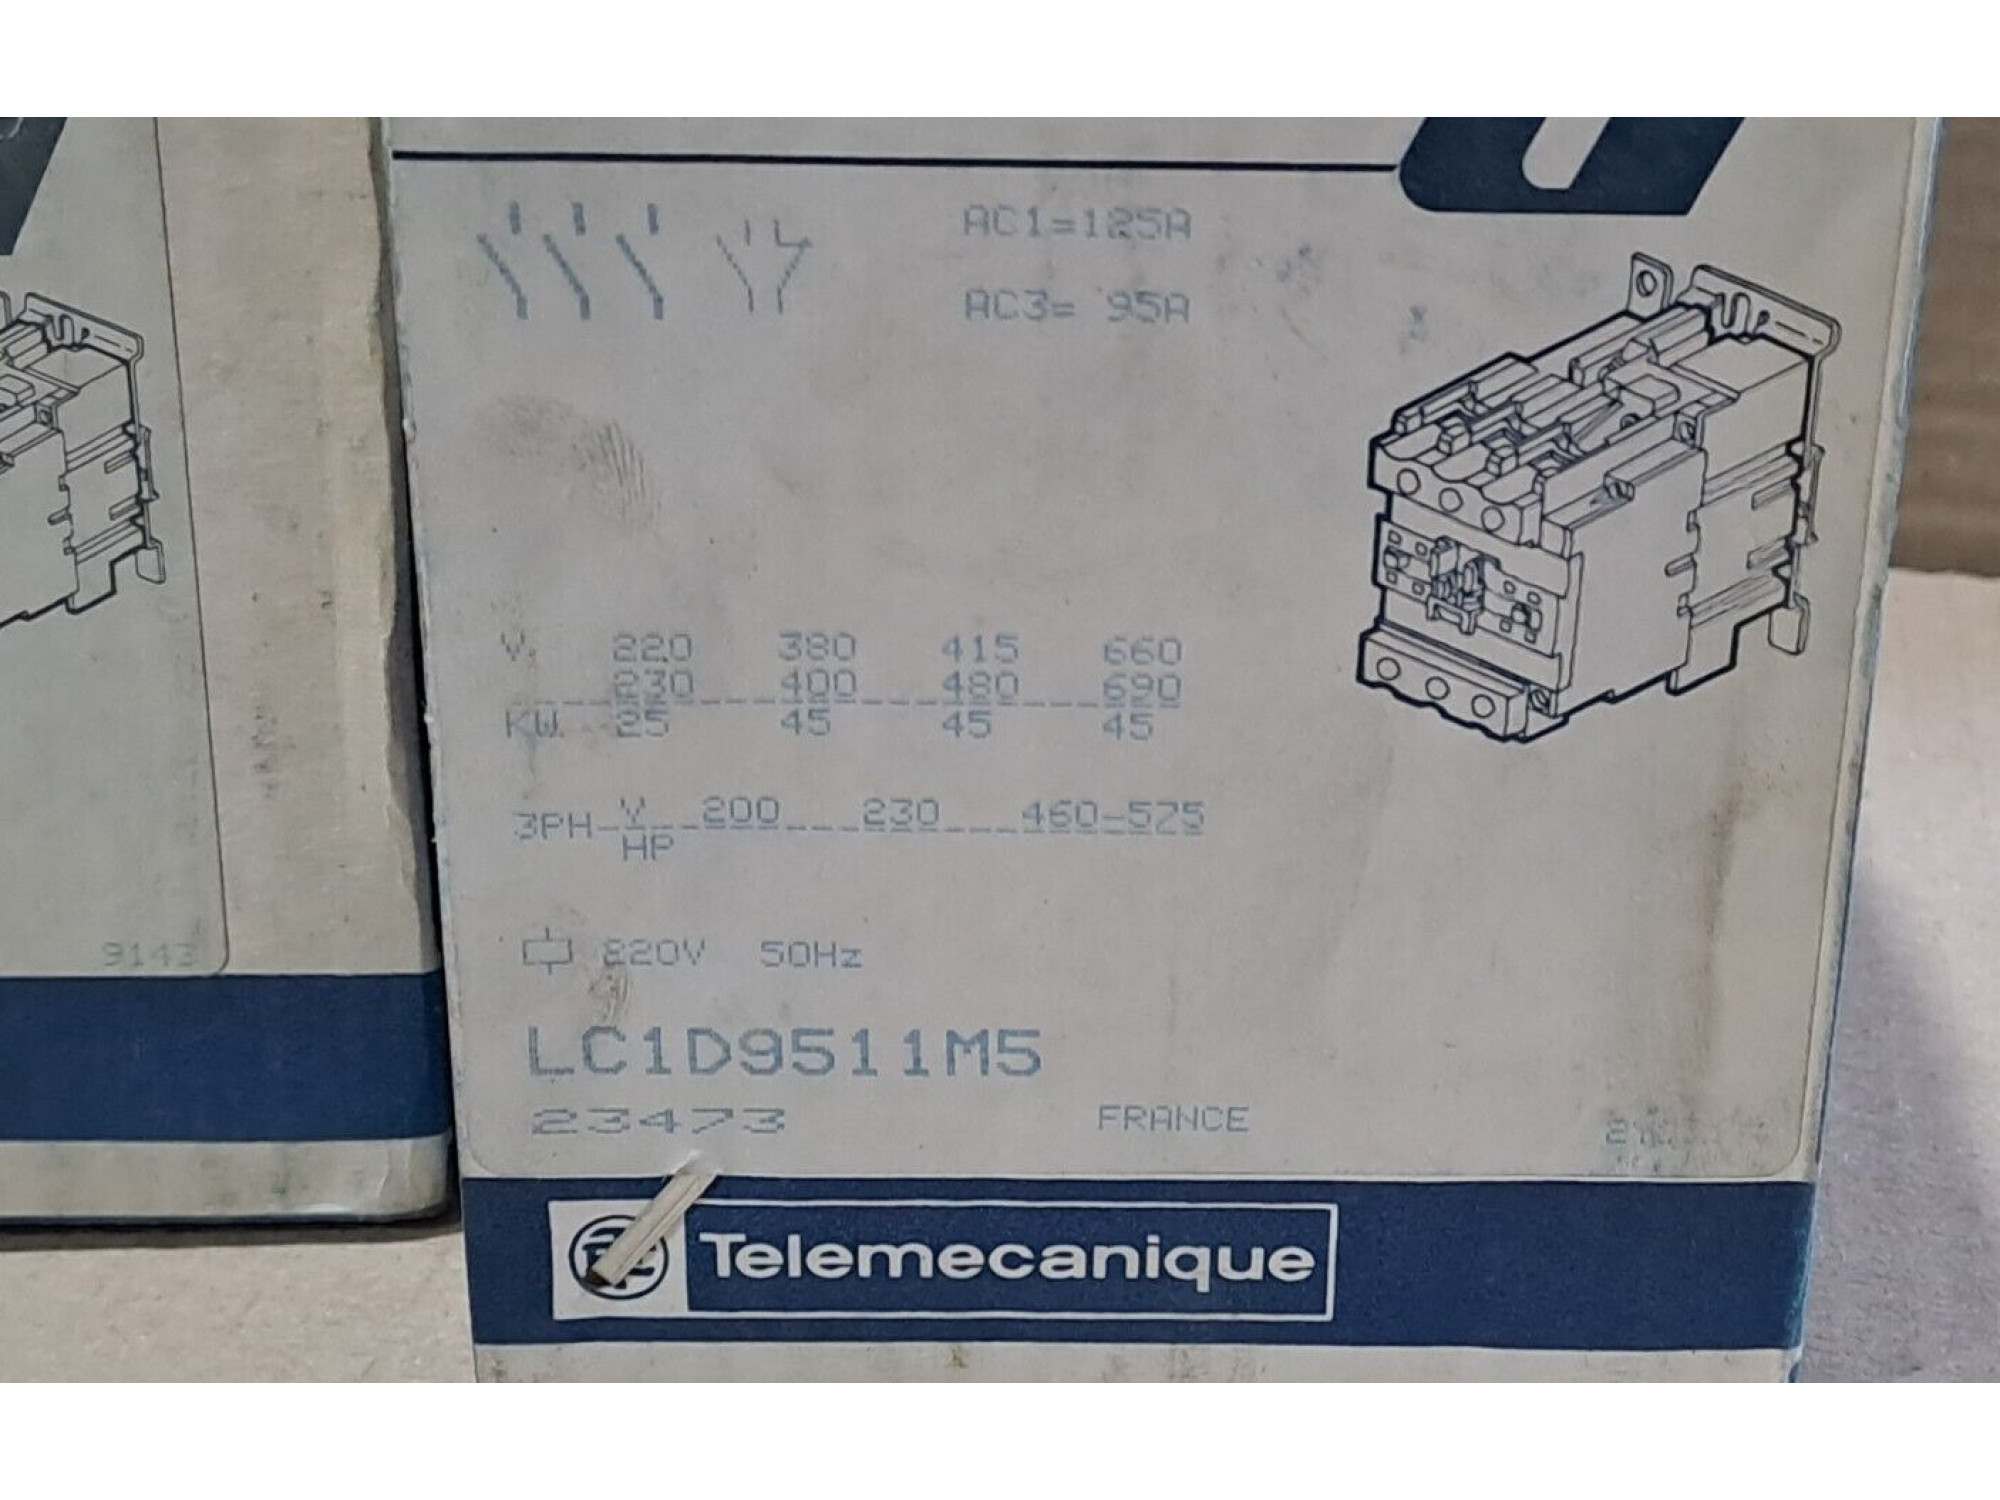 AC1=125A
AC3= 95A
V. 220 380 415 660
230 400 480 690
KW. 25 45 45 45
3PH V 200 230 460-575
HP
220V 50Hz
LC1D9511M5
23473 FRANCE
Telemecanique
9143